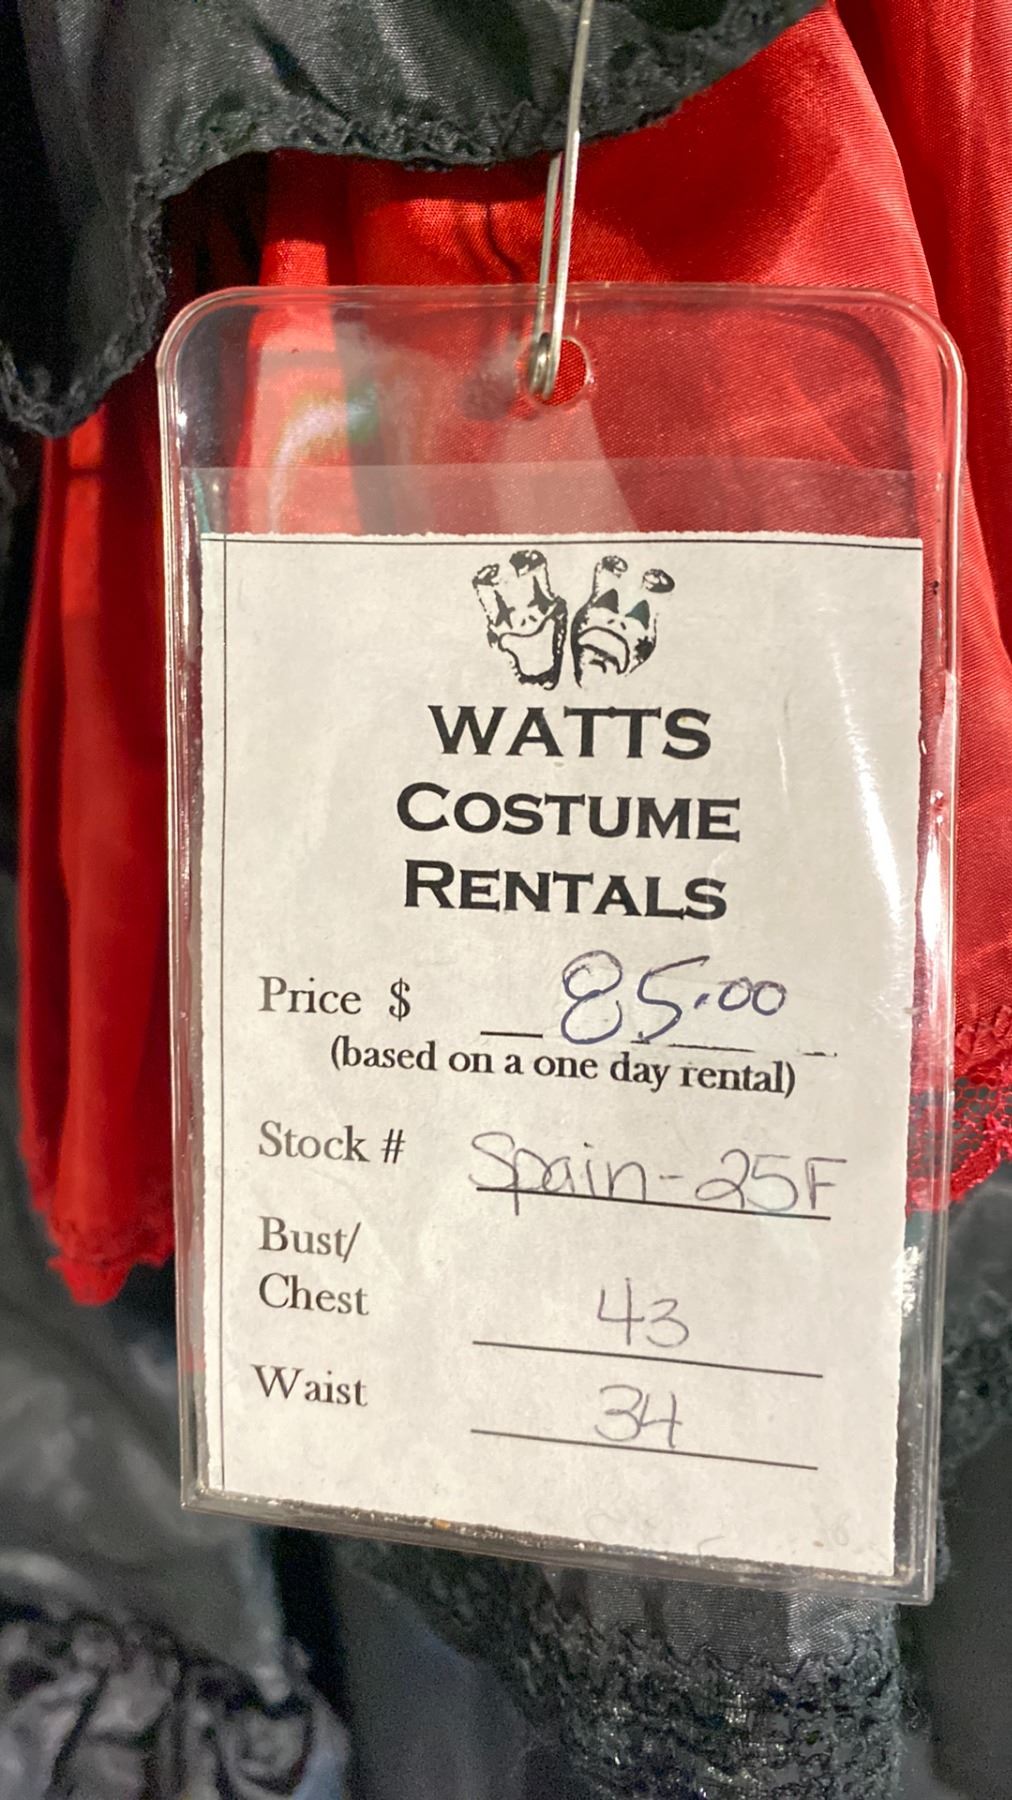 WATTS
COSTUME
RENTALS
Price $ 85.00
(based on a one day rental)
Stock # Spain-25F
Bust/
Chest 43
Waist 34